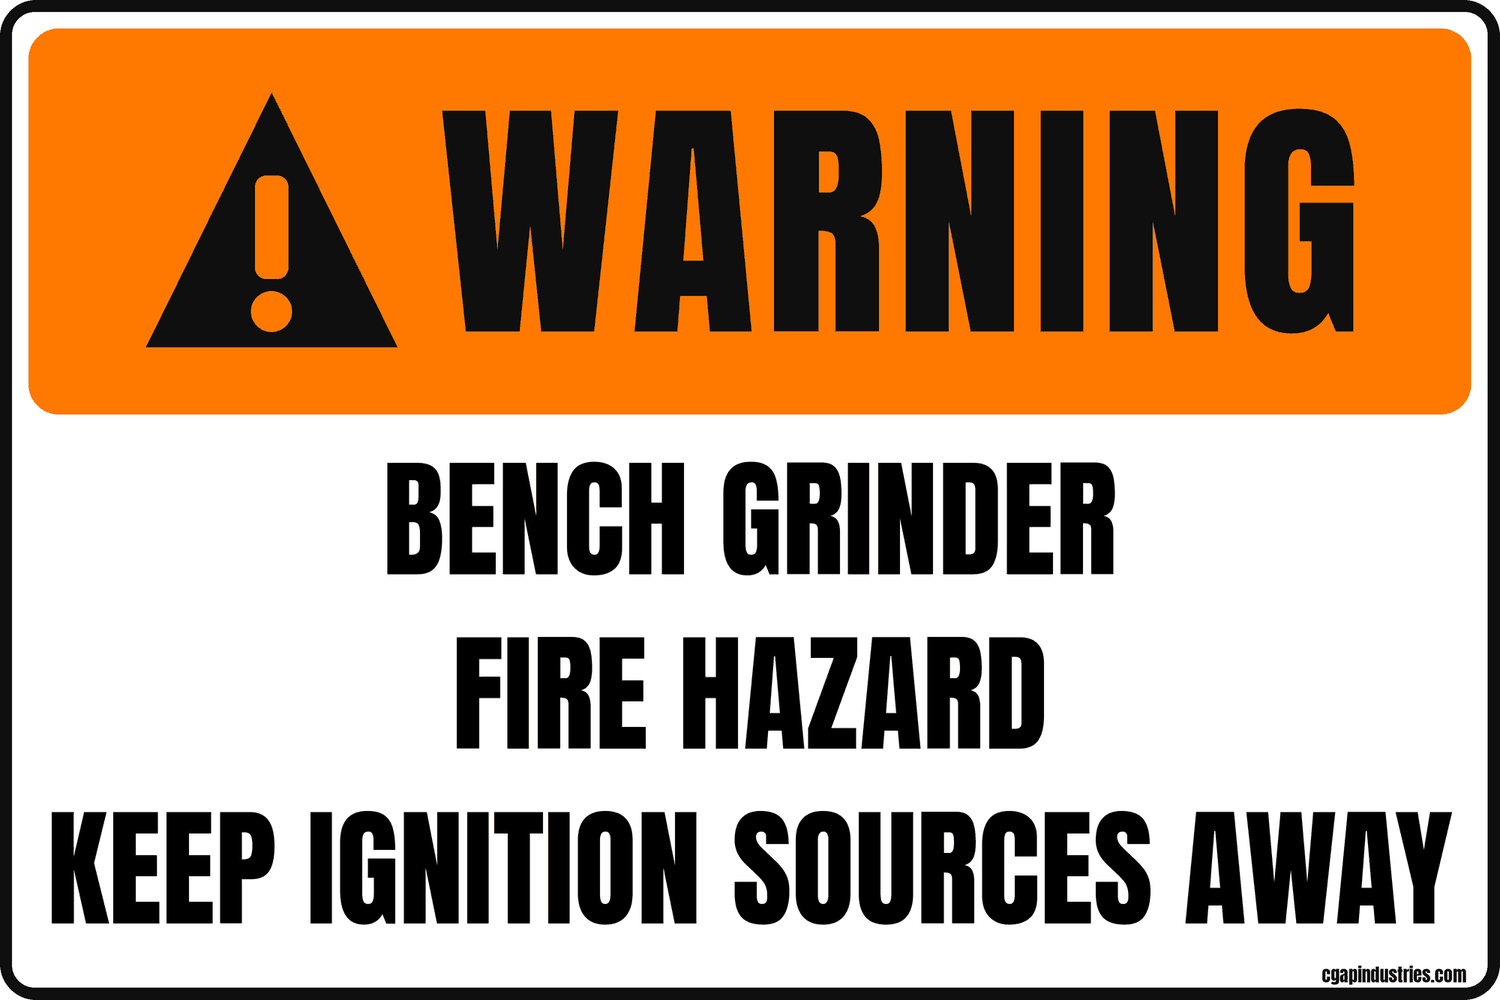 WARNING
BENCH GRINDER
FIRE HAZARD
KEEP IGNITION SOURCES AWAY
cgapindustries.com